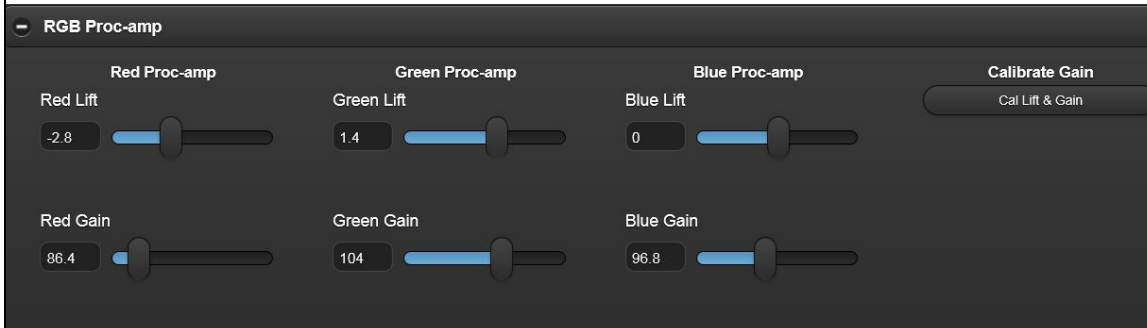 RGB Proc-amp
Red Proc-amp Green Proc-amp Blue Proc-amp Calibrate Gain
Red Lift Green Lift Blue Lift Cal Lift & Gain
-2.8 1.4 0
Red Gain Green Gain Blue Gain
86.4 104 96.8